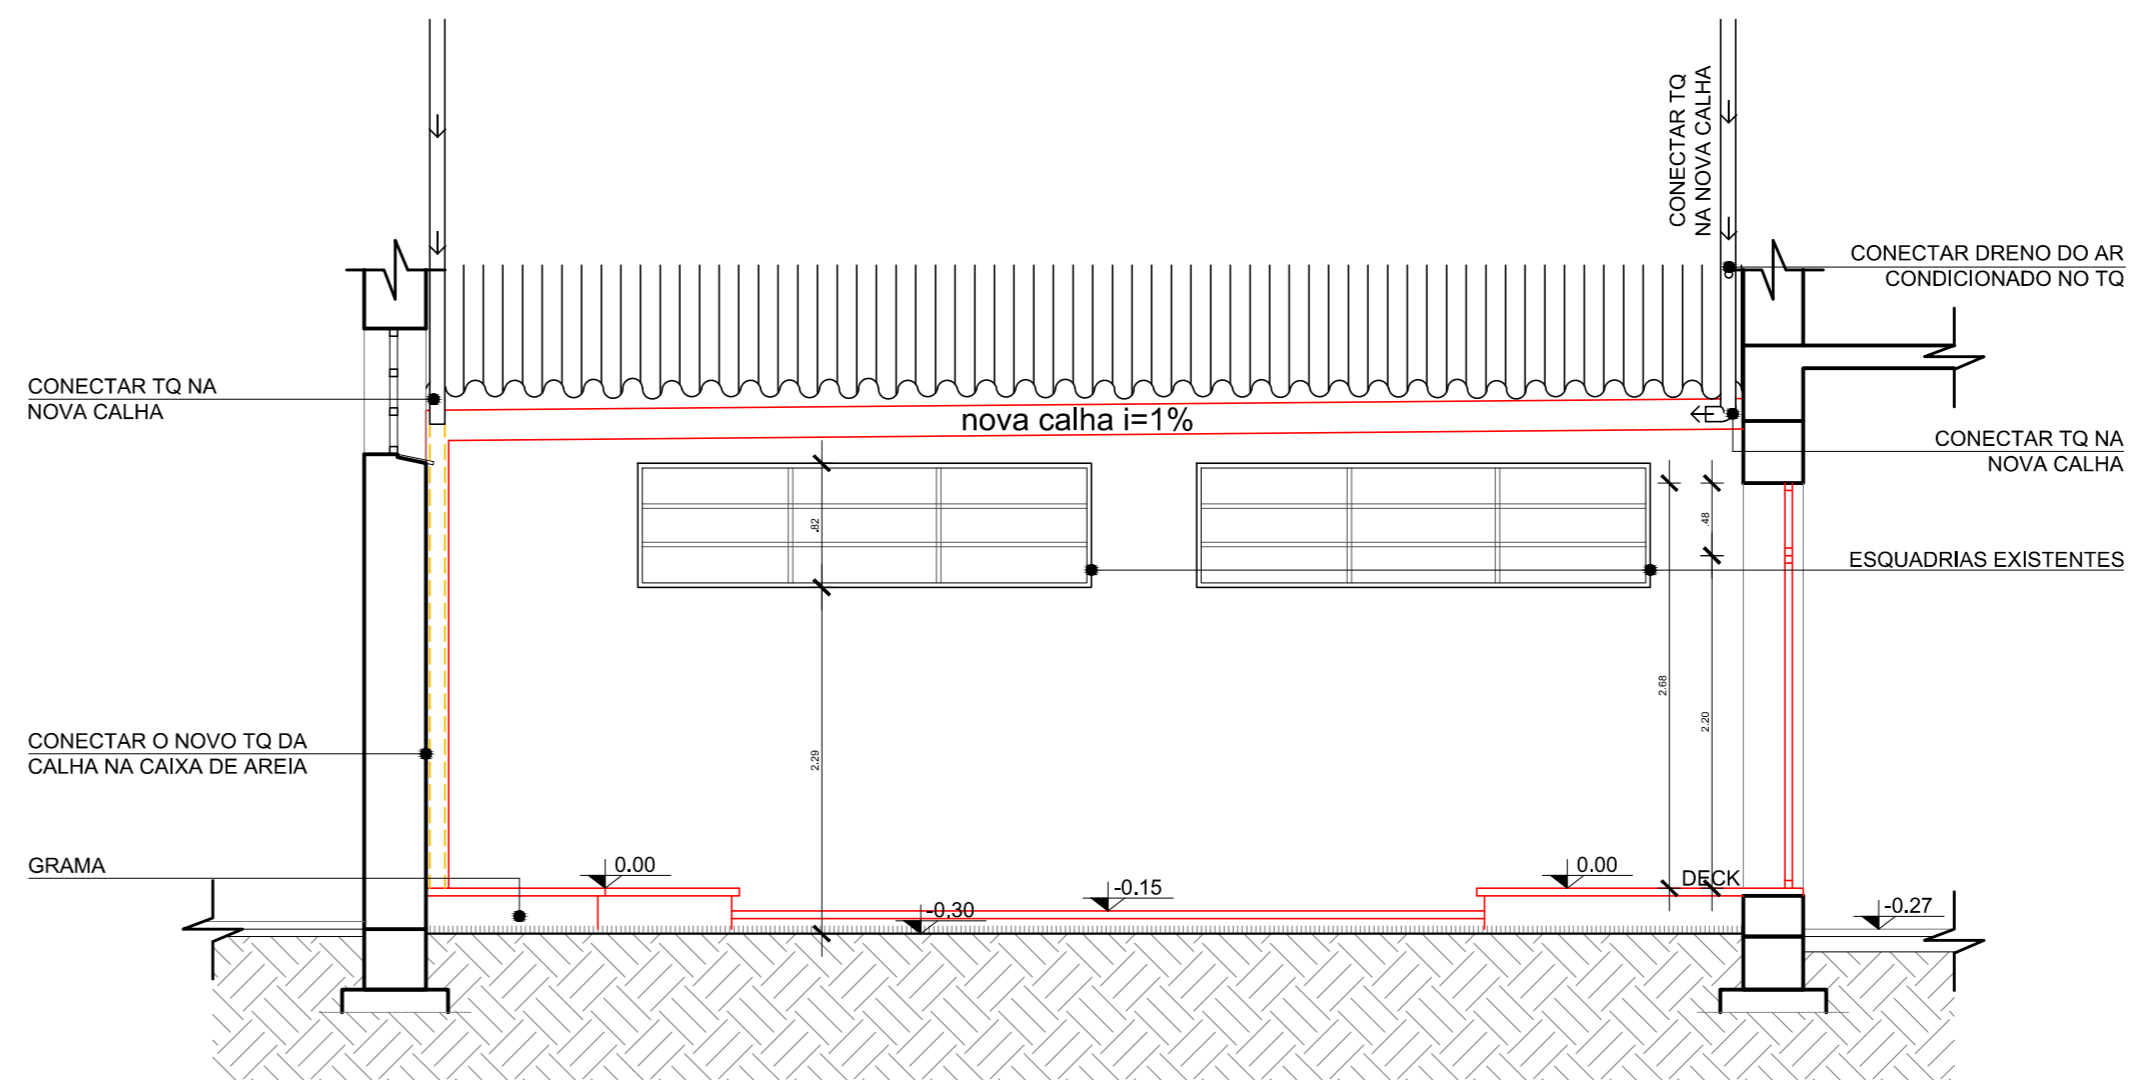 CONECTAR TQ
NA NOVA CALHA
CONECTAR DRENO DO AR
CONDICIONADO NO TQ
CONECTAR TQ NA
NOVA CALHA
nova calha i=1%
CONECTAR TQ NA
NOVA CALHA
.82
.48
ESQUADRIAS EXISTENTES
2.68
2.20
CONECTAR O NOVO TQ DA
CALHA NA CAIXA DE AREIA
2.29
GRAMA
0.00
0.00
DECK
-0.15
-0.30
-0.27